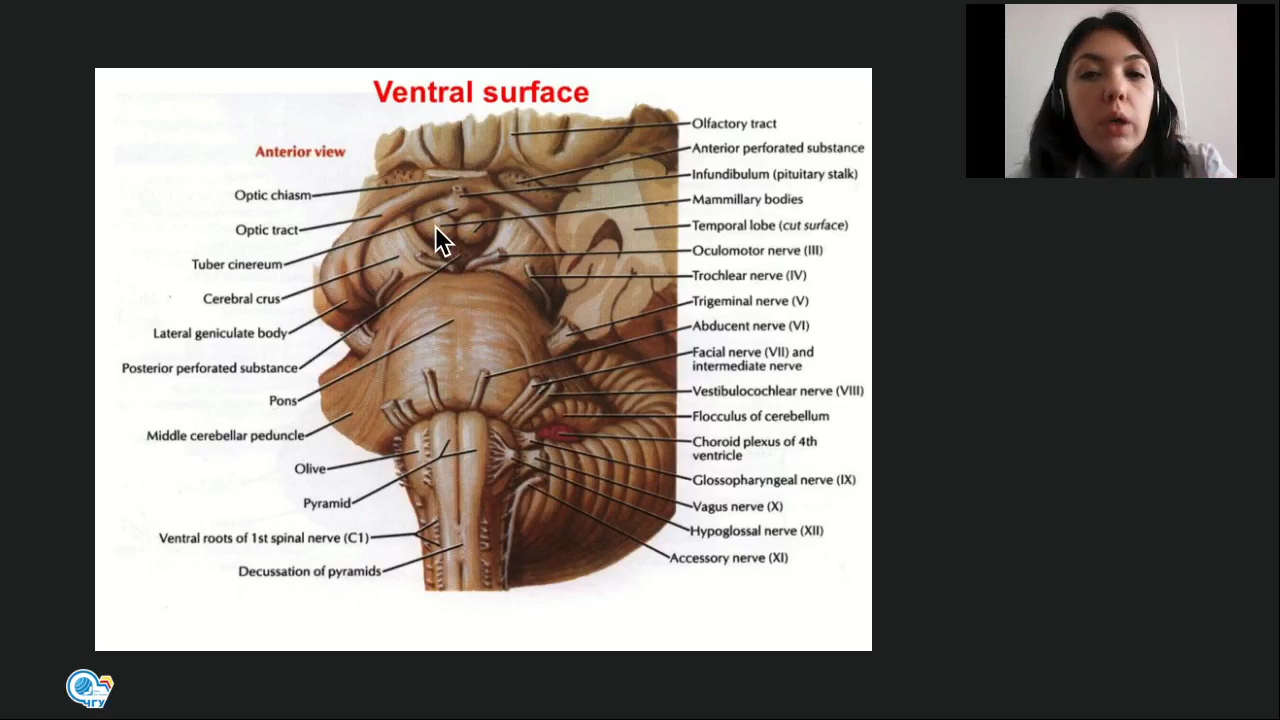 Ventral surface
Anterior view
Optic chiasm
Optic tract
Tuber cinereum
Cerebral crus
Lateral geniculate body
Posterior perforated substance
Pons
Middle cerebellar peduncle
Olive
Pyramid
Ventral roots of 1st spinal nerve (C1)
Decussation of pyramids
Olfactory tract
Anterior perforated substance
Infundibulum (pituitary stalk)
Mammillary bodies
Temporal lobe (cut surface)
Oculomotor nerve (III)
Trochlear nerve (IV)
Trigeminal nerve (V)
Abducent nerve (VI)
Facial nerve (VII) and
intermediate nerve
Vestibulocochlear nerve (VIII)
Flocculus of cerebellum
Choroid plexus of 4th
ventricle
Glossopharyngeal nerve (IX)
Vagus nerve (X)
Hypoglossal nerve (XII)
Accessory nerve (XI)
ЧГУ